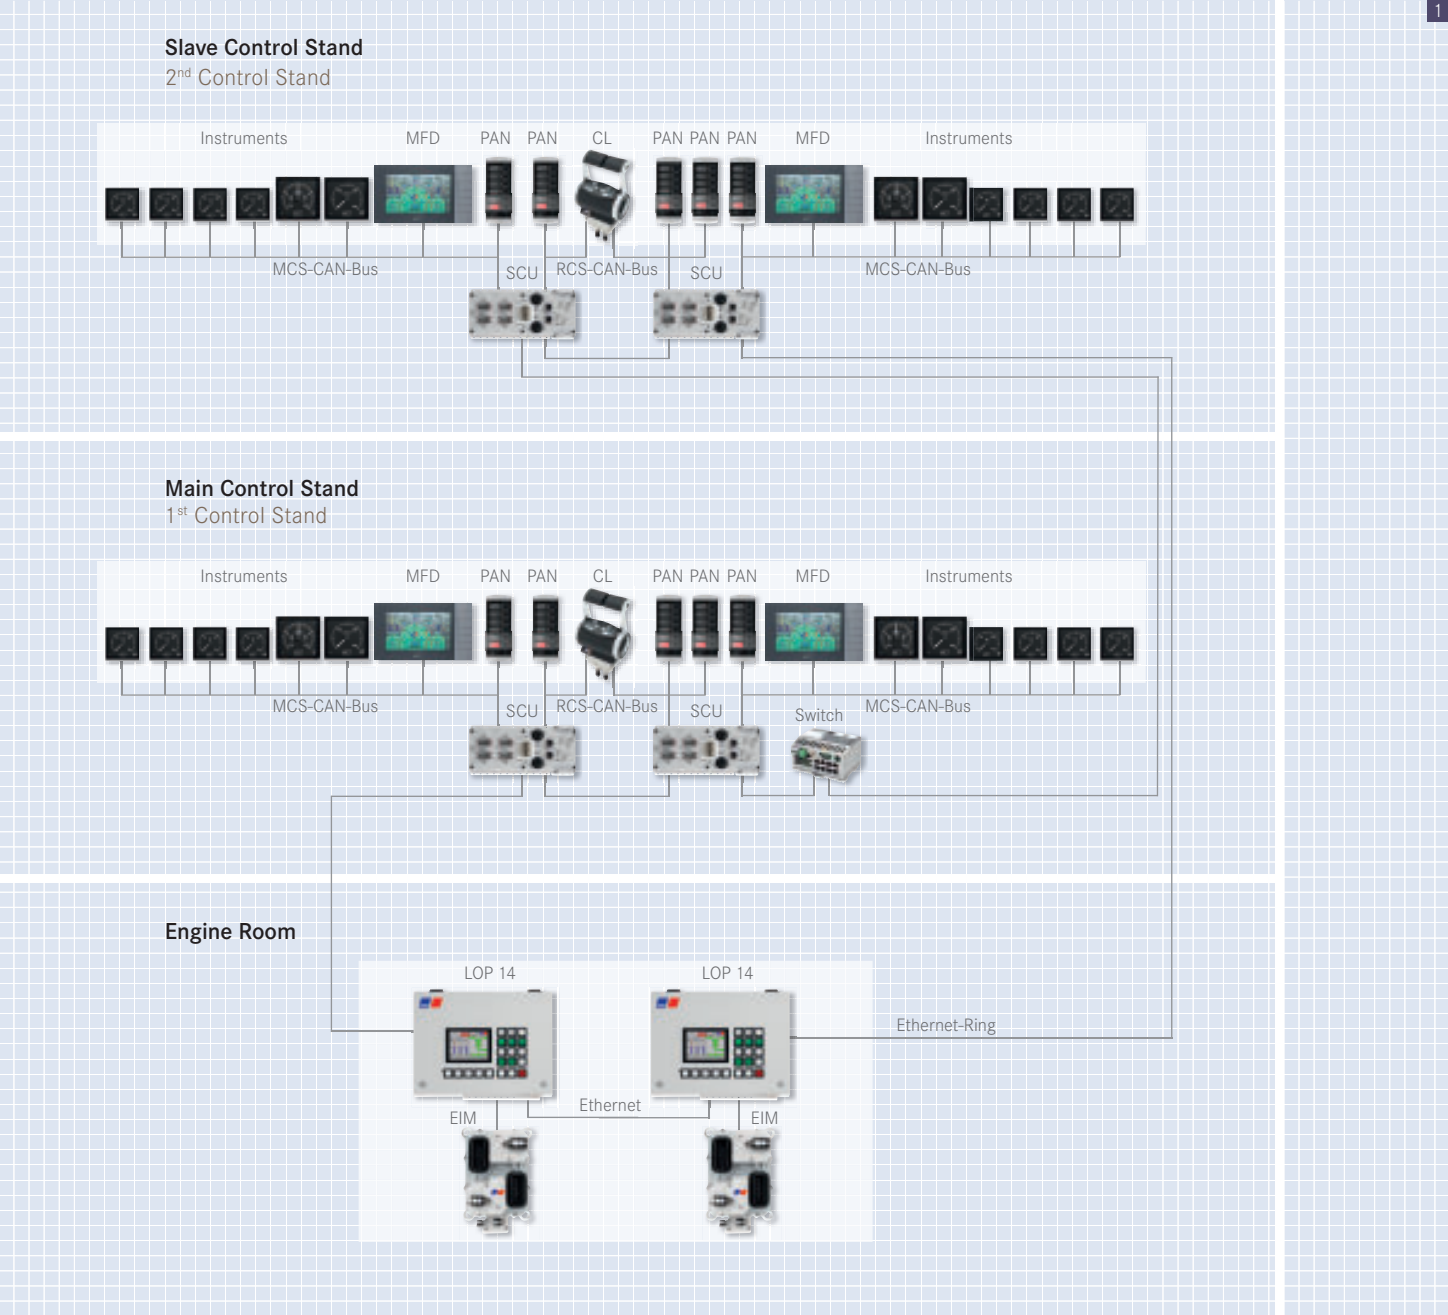 1
Slave Control Stand
2nd Control Stand
Instruments MFD PAN PAN CL PAN PAN PAN MFD Instruments
MCS-CAN-Bus SCU RCS-CAN-Bus SCU MCS-CAN-Bus
Main Control Stand
1st Control Stand
Instruments MFD PAN PAN CL PAN PAN PAN MFD Instruments
MCS-CAN-Bus SCU RCS-CAN-Bus SCU Switch MCS-CAN-Bus
Engine Room
LOP 14 LOP 14
Ethernet-Ring
Ethernet
EIM EIM